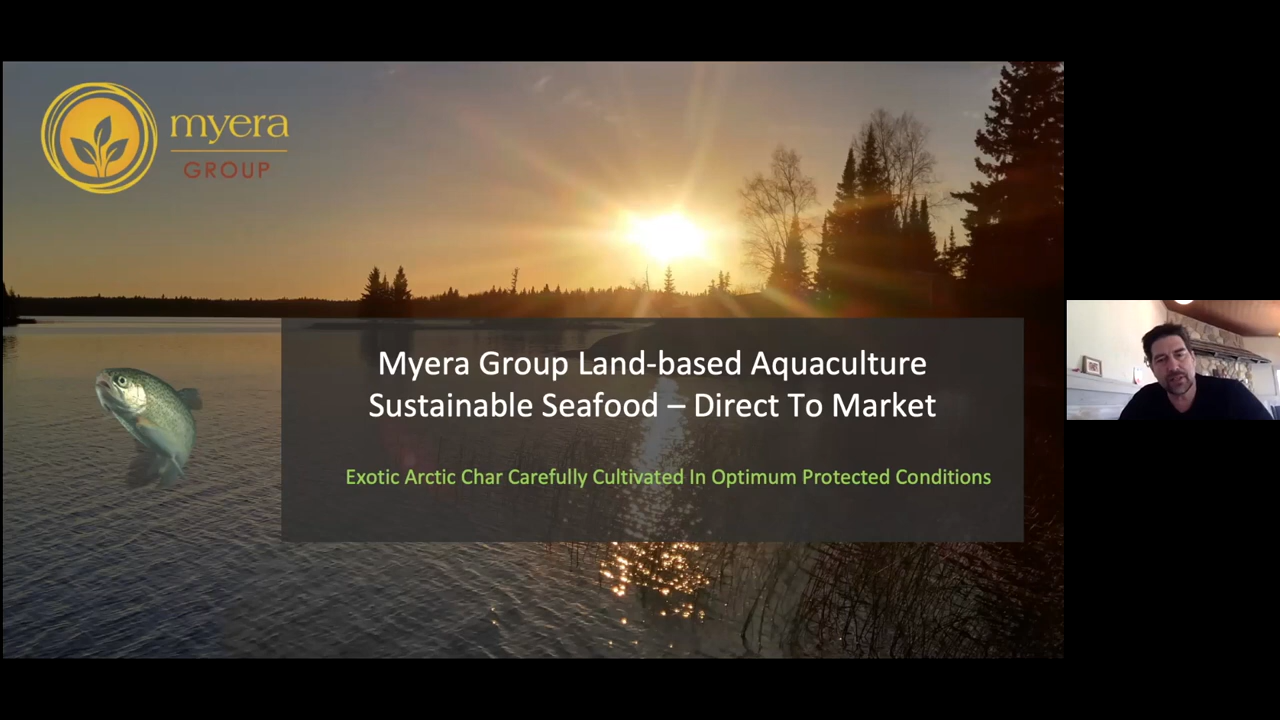 myera
GROUP
Myera Group Land-based Aquaculture
Sustainable Seafood – Direct To Market
Exotic Arctic Char Carefully Cultivated In Optimum Protected Conditions